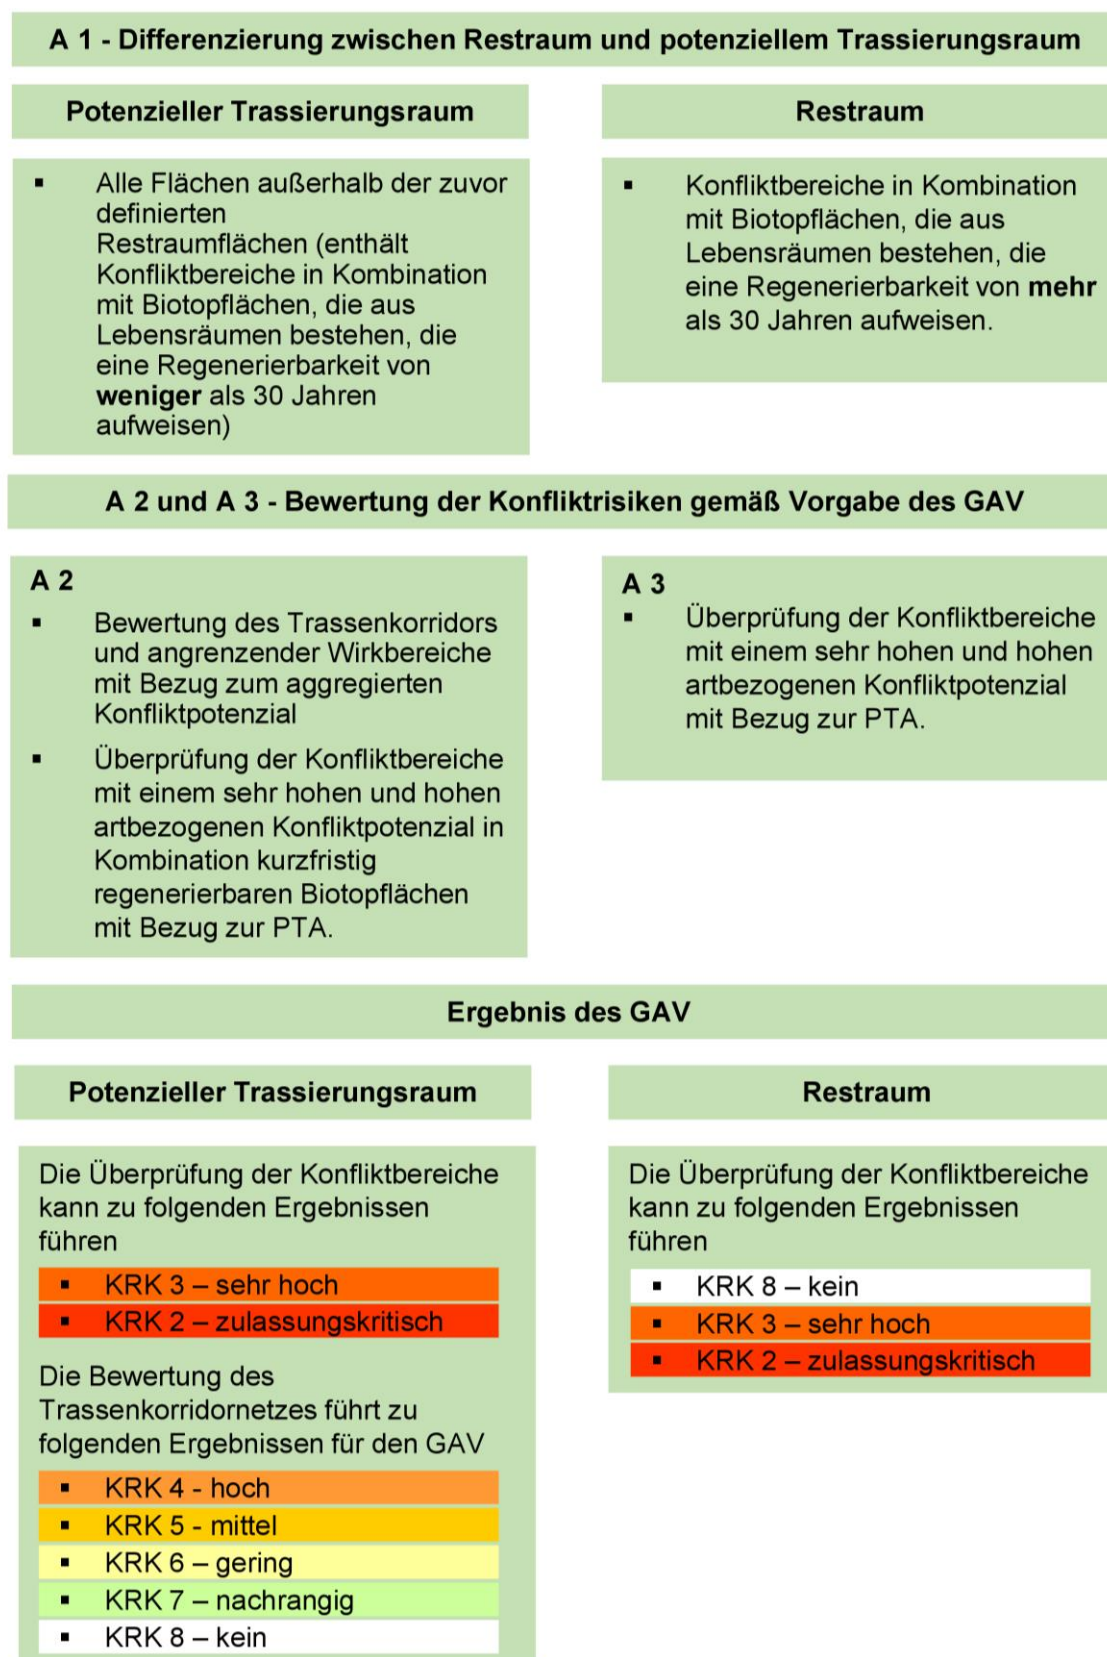 A 1 - Differenzierung zwischen Restraum und potenziellem Trassierungsraum
Potenzieller Trassierungsraum
▪ Alle Flächen außerhalb der zuvor
definierten
Restraumflächen (enthält
Konfliktbereiche in Kombination
mit Biotopflächen, die aus
Lebensräumen bestehen, die
eine Regenerierbarkeit von
weniger als 30 Jahren
aufweisen)
Restraum
▪ Konfliktbereiche in Kombination
mit Biotopflächen, die aus
Lebensräumen bestehen, die
eine Regenerierbarkeit von mehr
als 30 Jahren aufweisen.
A 2 und A 3 - Bewertung der Konfliktrisiken gemäß Vorgabe des GAV
A 2
▪ Bewertung des Trassenkorridors
und angrenzender Wirkbereiche
mit Bezug zum aggregierten
Konfliktpotenzial
▪ Überprüfung der Konfliktbereiche
mit einem sehr hohen und hohen
artbezogenen Konfliktpotenzial in
Kombination kurzfristig
regenerierbaren Biotopflächen
mit Bezug zur PTA.
A 3
▪ Überprüfung der Konfliktbereiche
mit einem sehr hohen und hohen
artbezogenen Konfliktpotenzial
mit Bezug zur PTA.
Ergebnis des GAV
Potenzieller Trassierungsraum
Die Überprüfung der Konfliktbereiche
kann zu folgenden Ergebnissen
führen
▪ KRK 3 – sehr hoch
▪ KRK 2 – zulassungskritisch
Die Bewertung des
Trassenkorridornetzes führt zu
folgenden Ergebnissen für den GAV
▪ KRK 4 - hoch
▪ KRK 5 - mittel
▪ KRK 6 – gering
▪ KRK 7 – nachrangig
▪ KRK 8 – kein
Restraum
Die Überprüfung der Konfliktbereiche
kann zu folgenden Ergebnissen
führen
▪ KRK 8 – kein
▪ KRK 3 – sehr hoch
▪ KRK 2 – zulassungskritisch